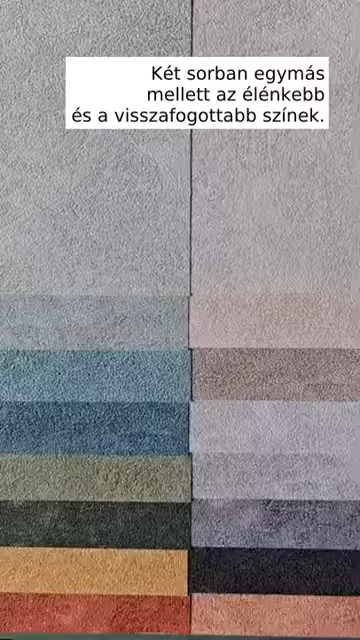 Két sorban egymás
mellett az élénkebb
és a visszafogottabb színek.